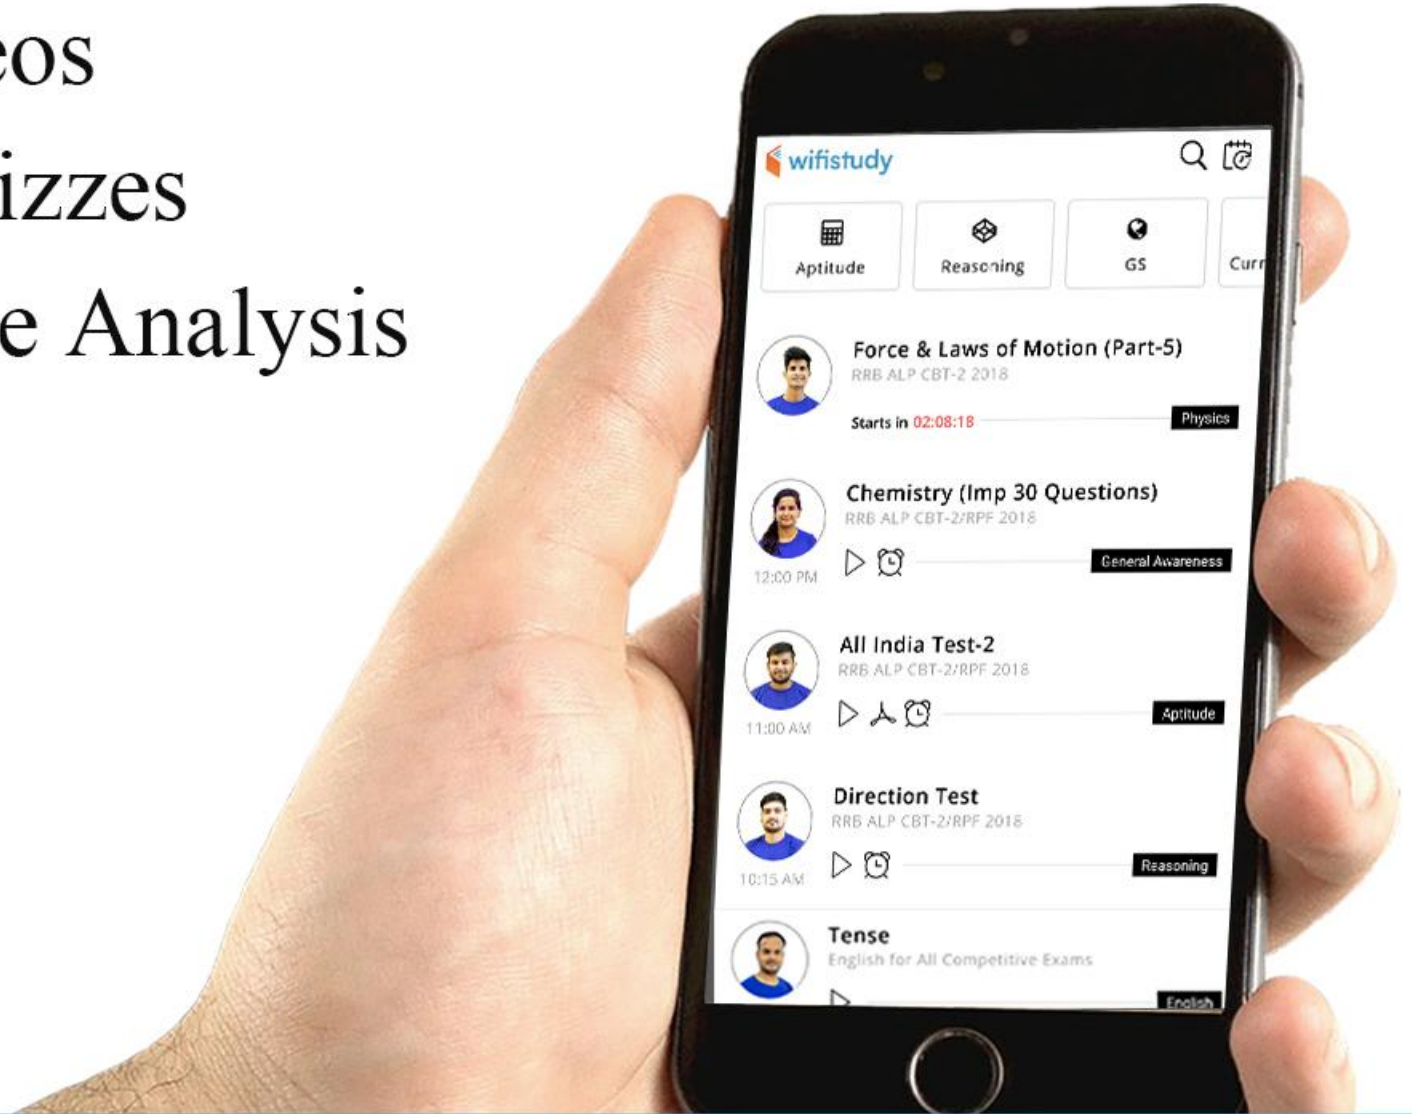 eos
izzes
e Analysis
wifistudy
Aptitude
Reasoning
GS
Curr
Force & Laws of Motion (Part-5)
RRB ALP CBT-2 2018
Starts in 02:08:18
Physics
Chemistry (Imp 30 Questions)
RRB ALP CBT-2/RPF 2018
12:00 PM
General Awareness
All India Test-2
RRB ALP CBT-2/RPF 2018
11:00 AM
Aptitude
Direction Test
RRB ALP CBT-2/RPF 2018
10:15 AM
Reasoning
Tense
English for All Competitive Exams
English